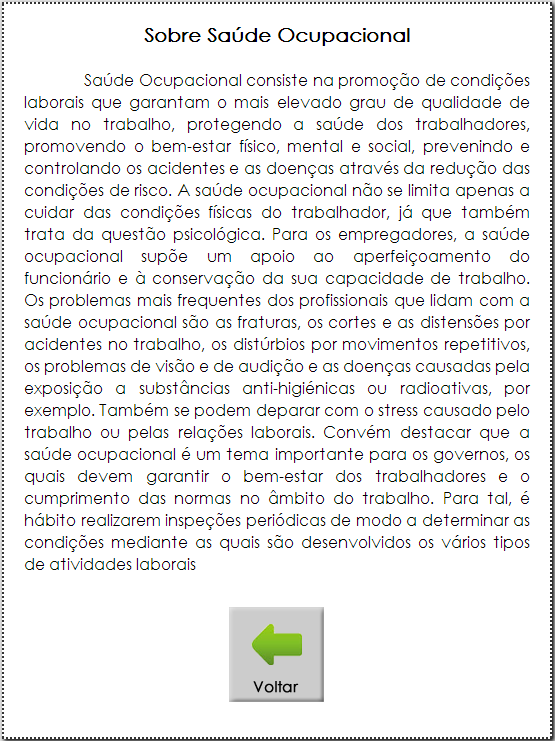 Sobre Saúde Ocupacional
Saúde Ocupacional consiste na promoção de condições
laborais que garantam o mais elevado grau de qualidade de
vida no trabalho, protegendo a saúde dos trabalhadores,
promovendo o bem-estar físico, mental e social, prevenindo e
controlando os acidentes e as doenças através da redução das
condições de risco. A saúde ocupacional não se limita apenas a
cuidar das condições físicas do trabalhador, já que também
trata da questão psicológica. Para os empregadores, a saúde
ocupacional supõe um apoio ao aperfeiçoamento do
funcionário e à conservação da sua capacidade de trabalho.
Os problemas mais frequentes dos profissionais que lidam com a
saúde ocupacional são as fraturas, os cortes e as distensões por
acidentes no trabalho, os distúrbios por movimentos repetitivos,
os problemas de visão e de audição e as doenças causadas pela
exposição a substâncias anti-higiénicas ou radioativas, por
exemplo. Também se podem deparar com o stress causado pelo
trabalho ou pelas relações laborais. Convém destacar que a
saúde ocupacional é um tema importante para os governos, os
quais devem garantir o bem-estar dos trabalhadores e o
cumprimento das normas no âmbito do trabalho. Para tal, é
hábito realizarem inspeções periódicas de modo a determinar as
condições mediante as quais são desenvolvidos os vários tipos
de atividades laborais
Voltar